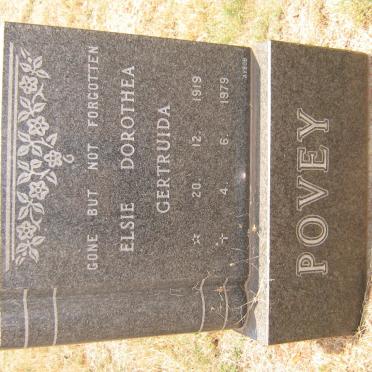 GONE BUT NOT FORGOTTEN
ELSIE DOROTHEA
GERTRUIDA
☆ 20. 12. 1919
✝ 4. 6. 1979
POVEY